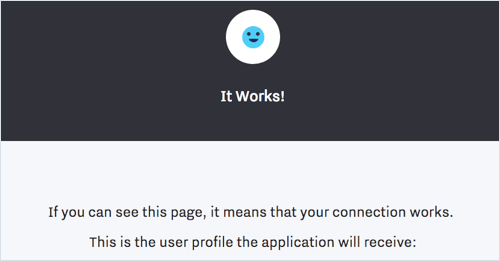 It Works!
If you can see this page, it means that your connection works.
This is the user profile the application will receive: